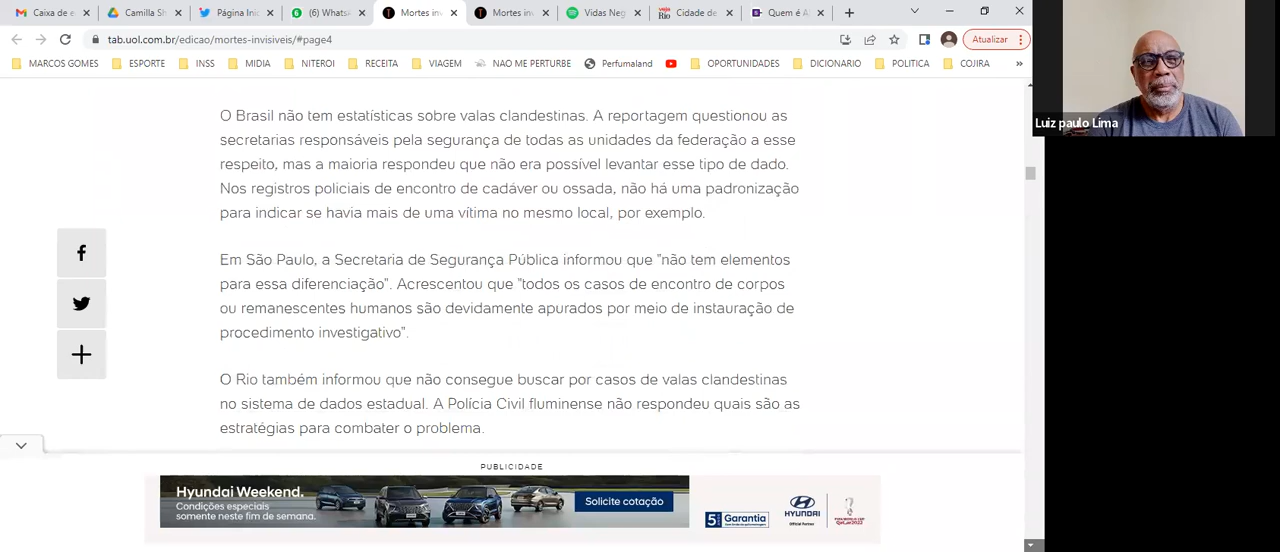 Caixa de e
Camilla Sh
Página Inic
(6) WhatsA
Mortes inv
Mortes inv
Vidas Neg
Cidade de
Quem é A
tab.uol.com.br/edicao/mortes-invisiveis/#page4
Atualizar
MARCOS GOMES
ESPORTE
INSS
MIDIA
NITEROI
RECEITA
VIAGEM
NAO ME PERTURBE
Perfumaland
OPORTUNIDADES
DICIONARIO
POLITICA
COJIRA
»
Luiz paulo Lima
O Brasil não tem estatísticas sobre valas clandestinas. A reportagem questionou as
secretarias responsáveis pela segurança de todas as unidades da federação a esse
respeito, mas a maioria respondeu que não era possível levantar esse tipo de dado.
Nos registros policiais de encontro de cadáver ou ossada, não há uma padronização
para indicar se havia mais de uma vítima no mesmo local, por exemplo.
Em São Paulo, a Secretaria de Segurança Pública informou que "não tem elementos
para essa diferenciação". Acrescentou que "todos os casos de encontro de corpos
ou remanescentes humanos são devidamente apurados por meio de instauração de
procedimento investigativo".
O Rio também informou que não consegue buscar por casos de valas clandestinas
no sistema de dados estadual. A Polícia Civil fluminense não respondeu quais são as
estratégias para combater o problema.
PUBLICIDADE
Hyundai Weekend.
Condições especiais
somente neste fim de semana.
Solicite cotação
5 Garantia
HYUNDAI